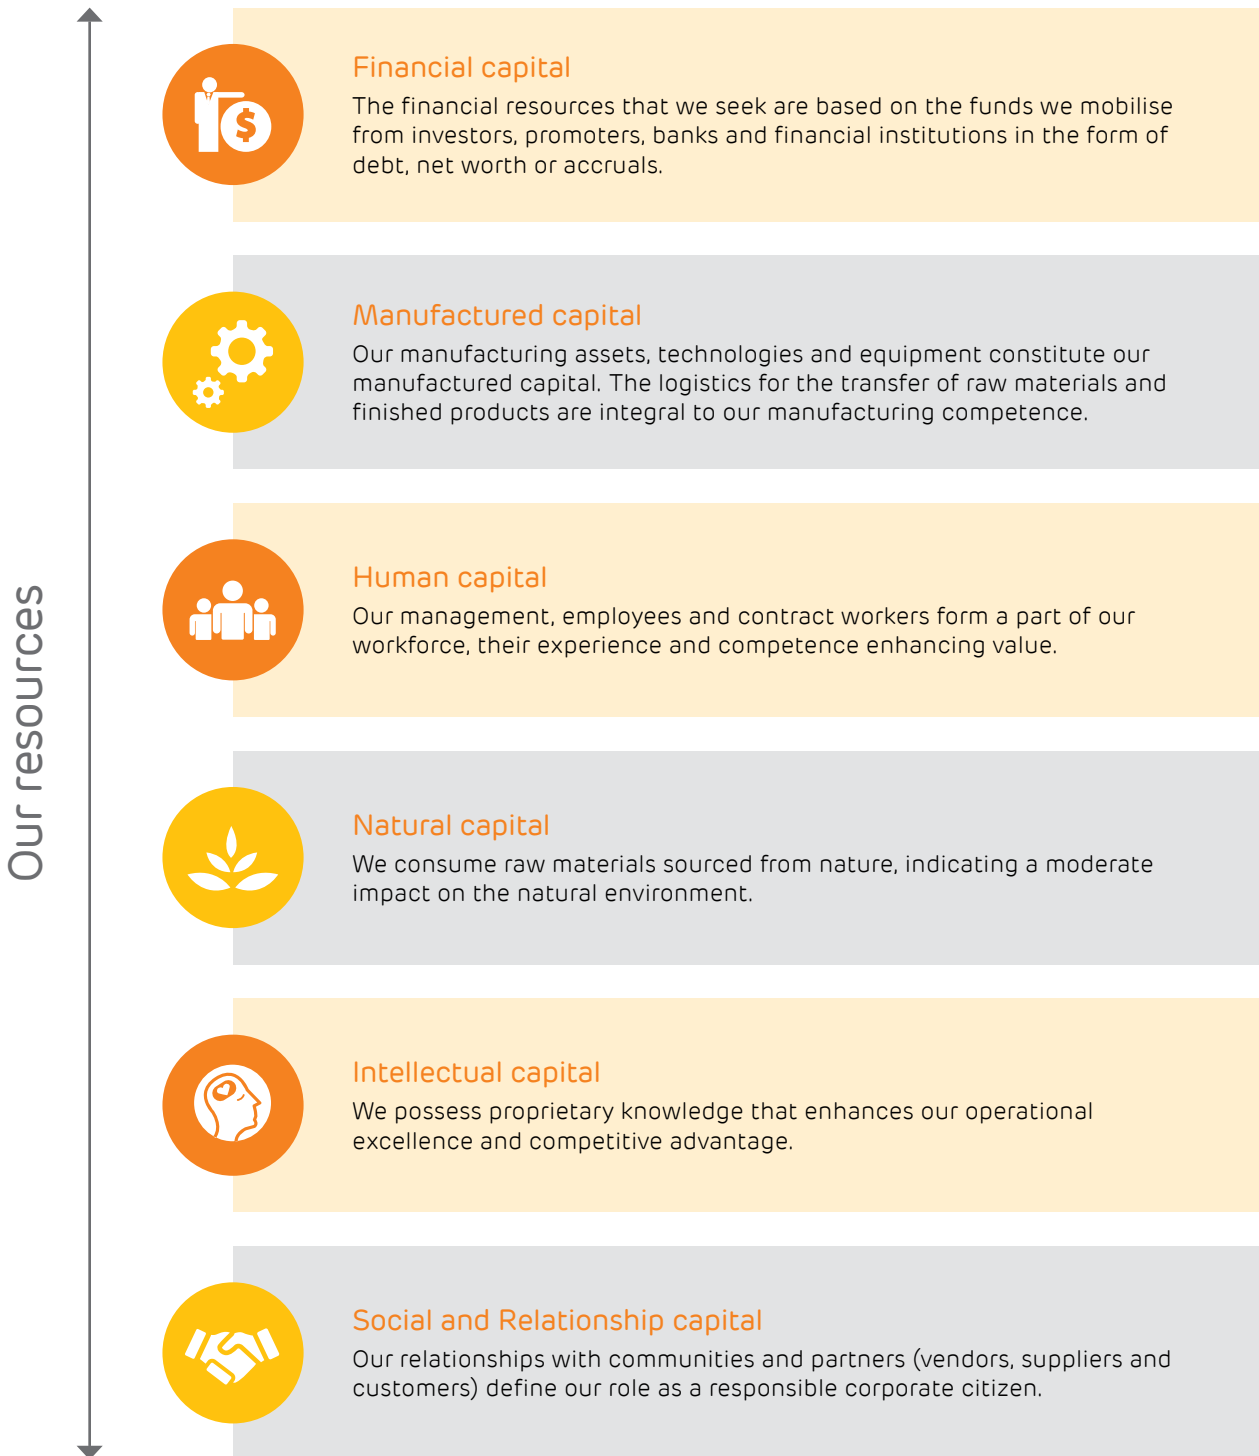 Our resources
Financial capital
The financial resources that we seek are based on the funds we mobilise
from investors, promoters, banks and financial institutions in the form of
debt, net worth or accruals.
Manufactured capital
Our manufacturing assets, technologies and equipment constitute our
manufactured capital. The logistics for the transfer of raw materials and
finished products are integral to our manufacturing competence.
Human capital
Our management, employees and contract workers form a part of our
workforce, their experience and competence enhancing value.
Natural capital
We consume raw materials sourced from nature, indicating a moderate
impact on the natural environment.
Intellectual capital
We possess proprietary knowledge that enhances our operational
excellence and competitive advantage.
Social and Relationship capital
Our relationships with communities and partners (vendors, suppliers and
customers) define our role as a responsible corporate citizen.